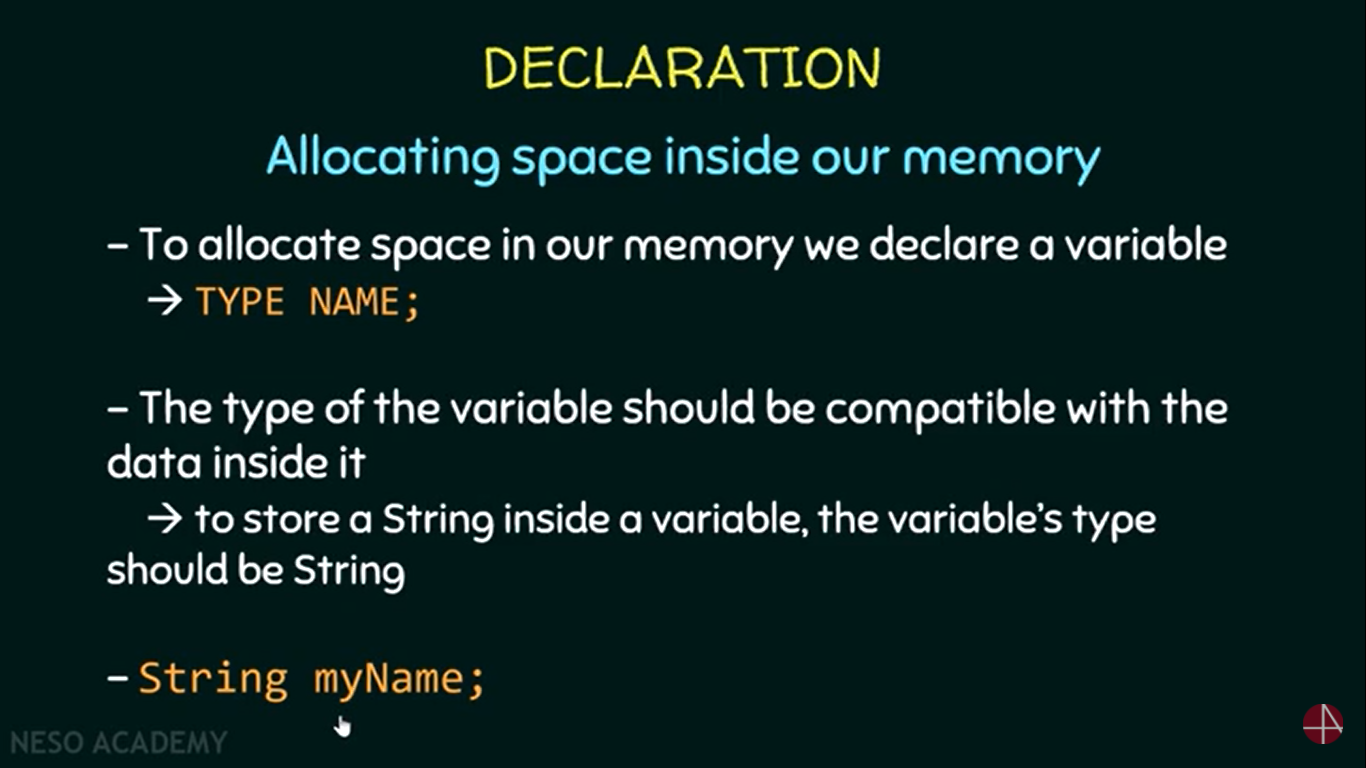 DECLARATION
Allocating space inside our memory
– To allocate space in our memory we declare a variable
→ TYPE NAME;
– The type of the variable should be compatible with the
data inside it
→ to store a String inside a variable, the variable's type
should be String
– String myName;
NESO ACADEMY